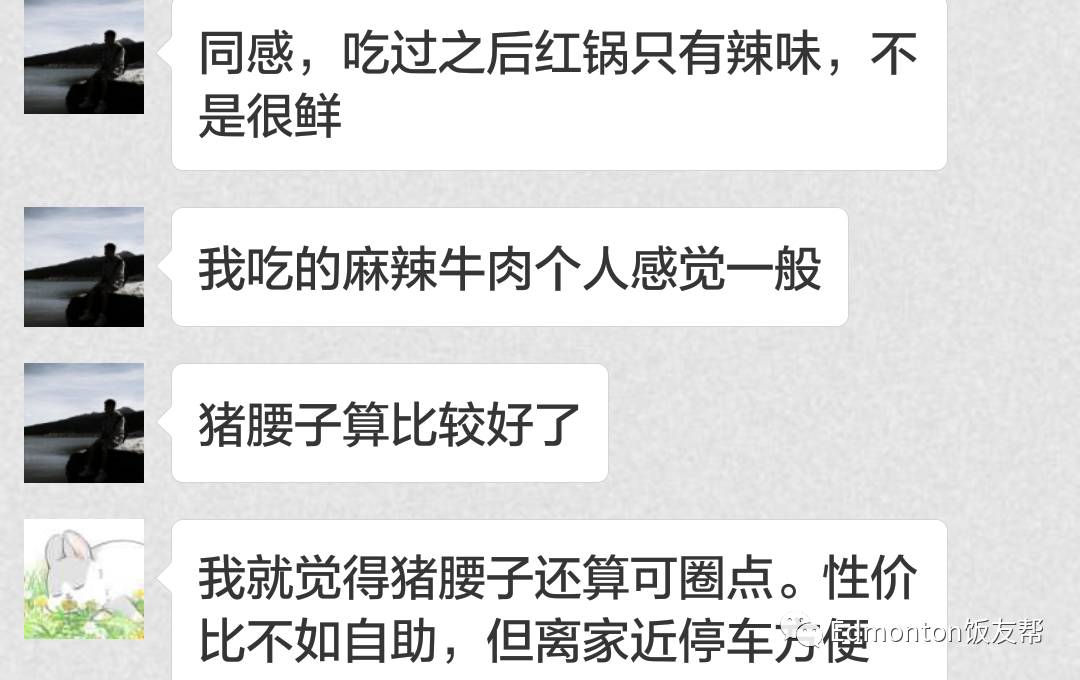 同感，吃过之后红锅只有辣味，不
是很鲜
我吃的麻辣牛肉个人感觉一般
猪腰子算比较好了
我就觉得猪腰子还算可圈点。性价
比不如自助，但离家近停车方便
Edmonton饭友帮